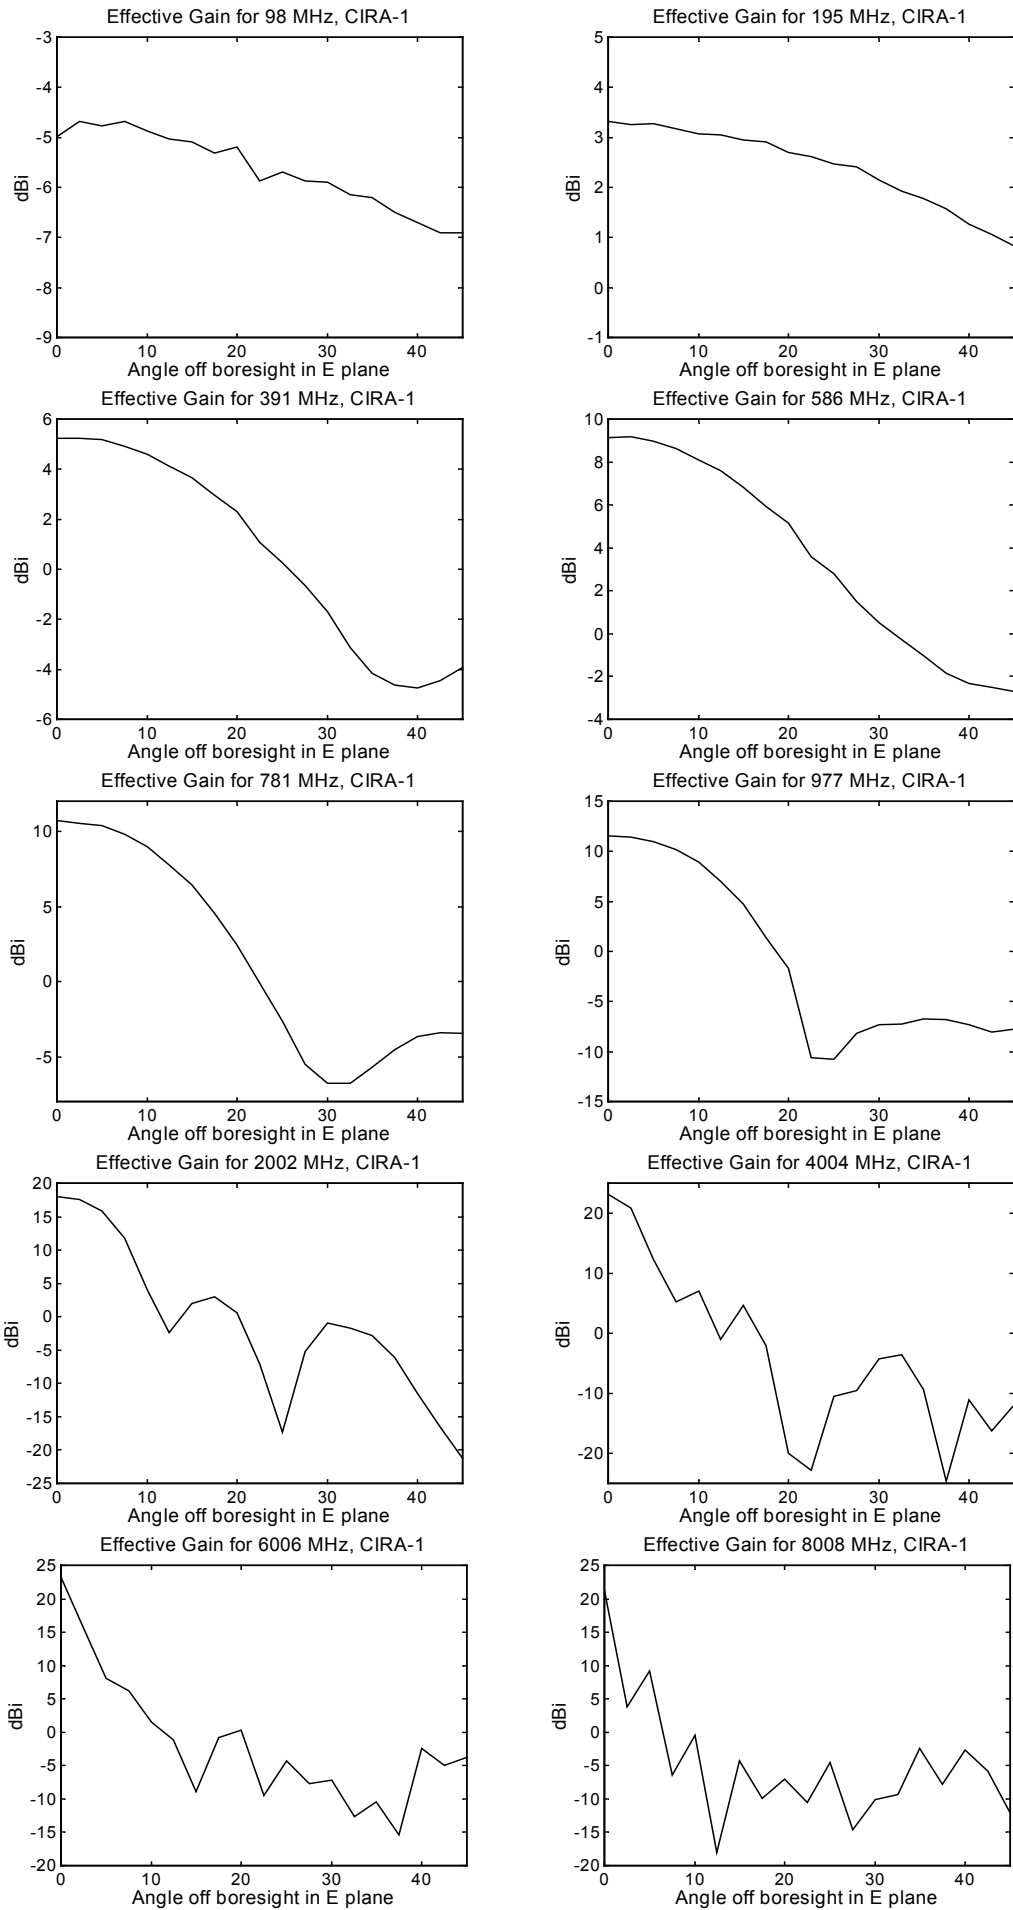 Effective Gain for 98 MHz, CIRA-1
-3
-4
-5
-6
-7
-8
-9
dBi
0 10 20 30 40
Angle off boresight in E plane
Effective Gain for 195 MHz, CIRA-1
5
4
3
2
1
0
-1
dBi
0 10 20 30 40
Angle off boresight in E plane
Effective Gain for 391 MHz, CIRA-1
6
4
2
0
-2
-4
-6
dBi
0 10 20 30 40
Angle off boresight in E plane
Effective Gain for 586 MHz, CIRA-1
10
8
6
4
2
0
-2
-4
dBi
0 10 20 30 40
Angle off boresight in E plane
Effective Gain for 781 MHz, CIRA-1
10
5
0
-5
dBi
0 10 20 30 40
Angle off boresight in E plane
Effective Gain for 977 MHz, CIRA-1
15
10
5
0
-5
-10
-15
dBi
0 10 20 30 40
Angle off boresight in E plane
Effective Gain for 2002 MHz, CIRA-1
20
15
10
5
0
-5
-10
-15
-20
-25
dBi
0 10 20 30 40
Angle off boresight in E plane
Effective Gain for 4004 MHz, CIRA-1
20
10
0
-10
-20
dBi
0 10 20 30 40
Angle off boresight in E plane
Effective Gain for 6006 MHz, CIRA-1
25
20
15
10
5
0
-5
-10
-15
-20
dBi
0 10 20 30 40
Angle off boresight in E plane
Effective Gain for 8008 MHz, CIRA-1
25
20
15
10
5
0
-5
-10
-15
-20
dBi
0 10 20 30 40
Angle off boresight in E plane